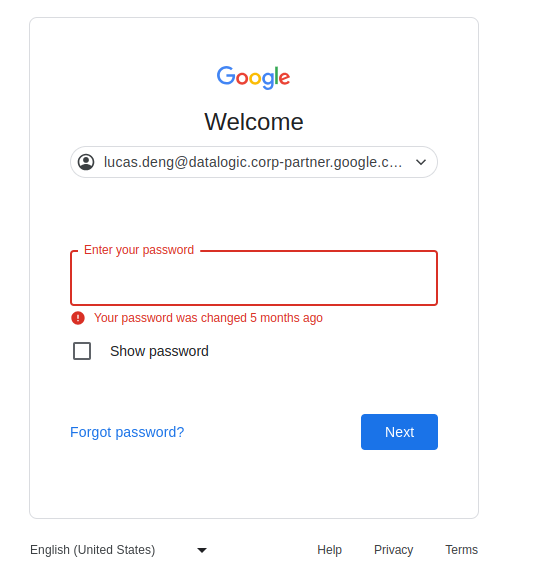 Google
Welcome
lucas.deng@datalogic.corp-partner.google.c...
Enter your password
Your password was changed 5 months ago
Show password
Forgot password?
Next
English (United States)
Help Privacy Terms